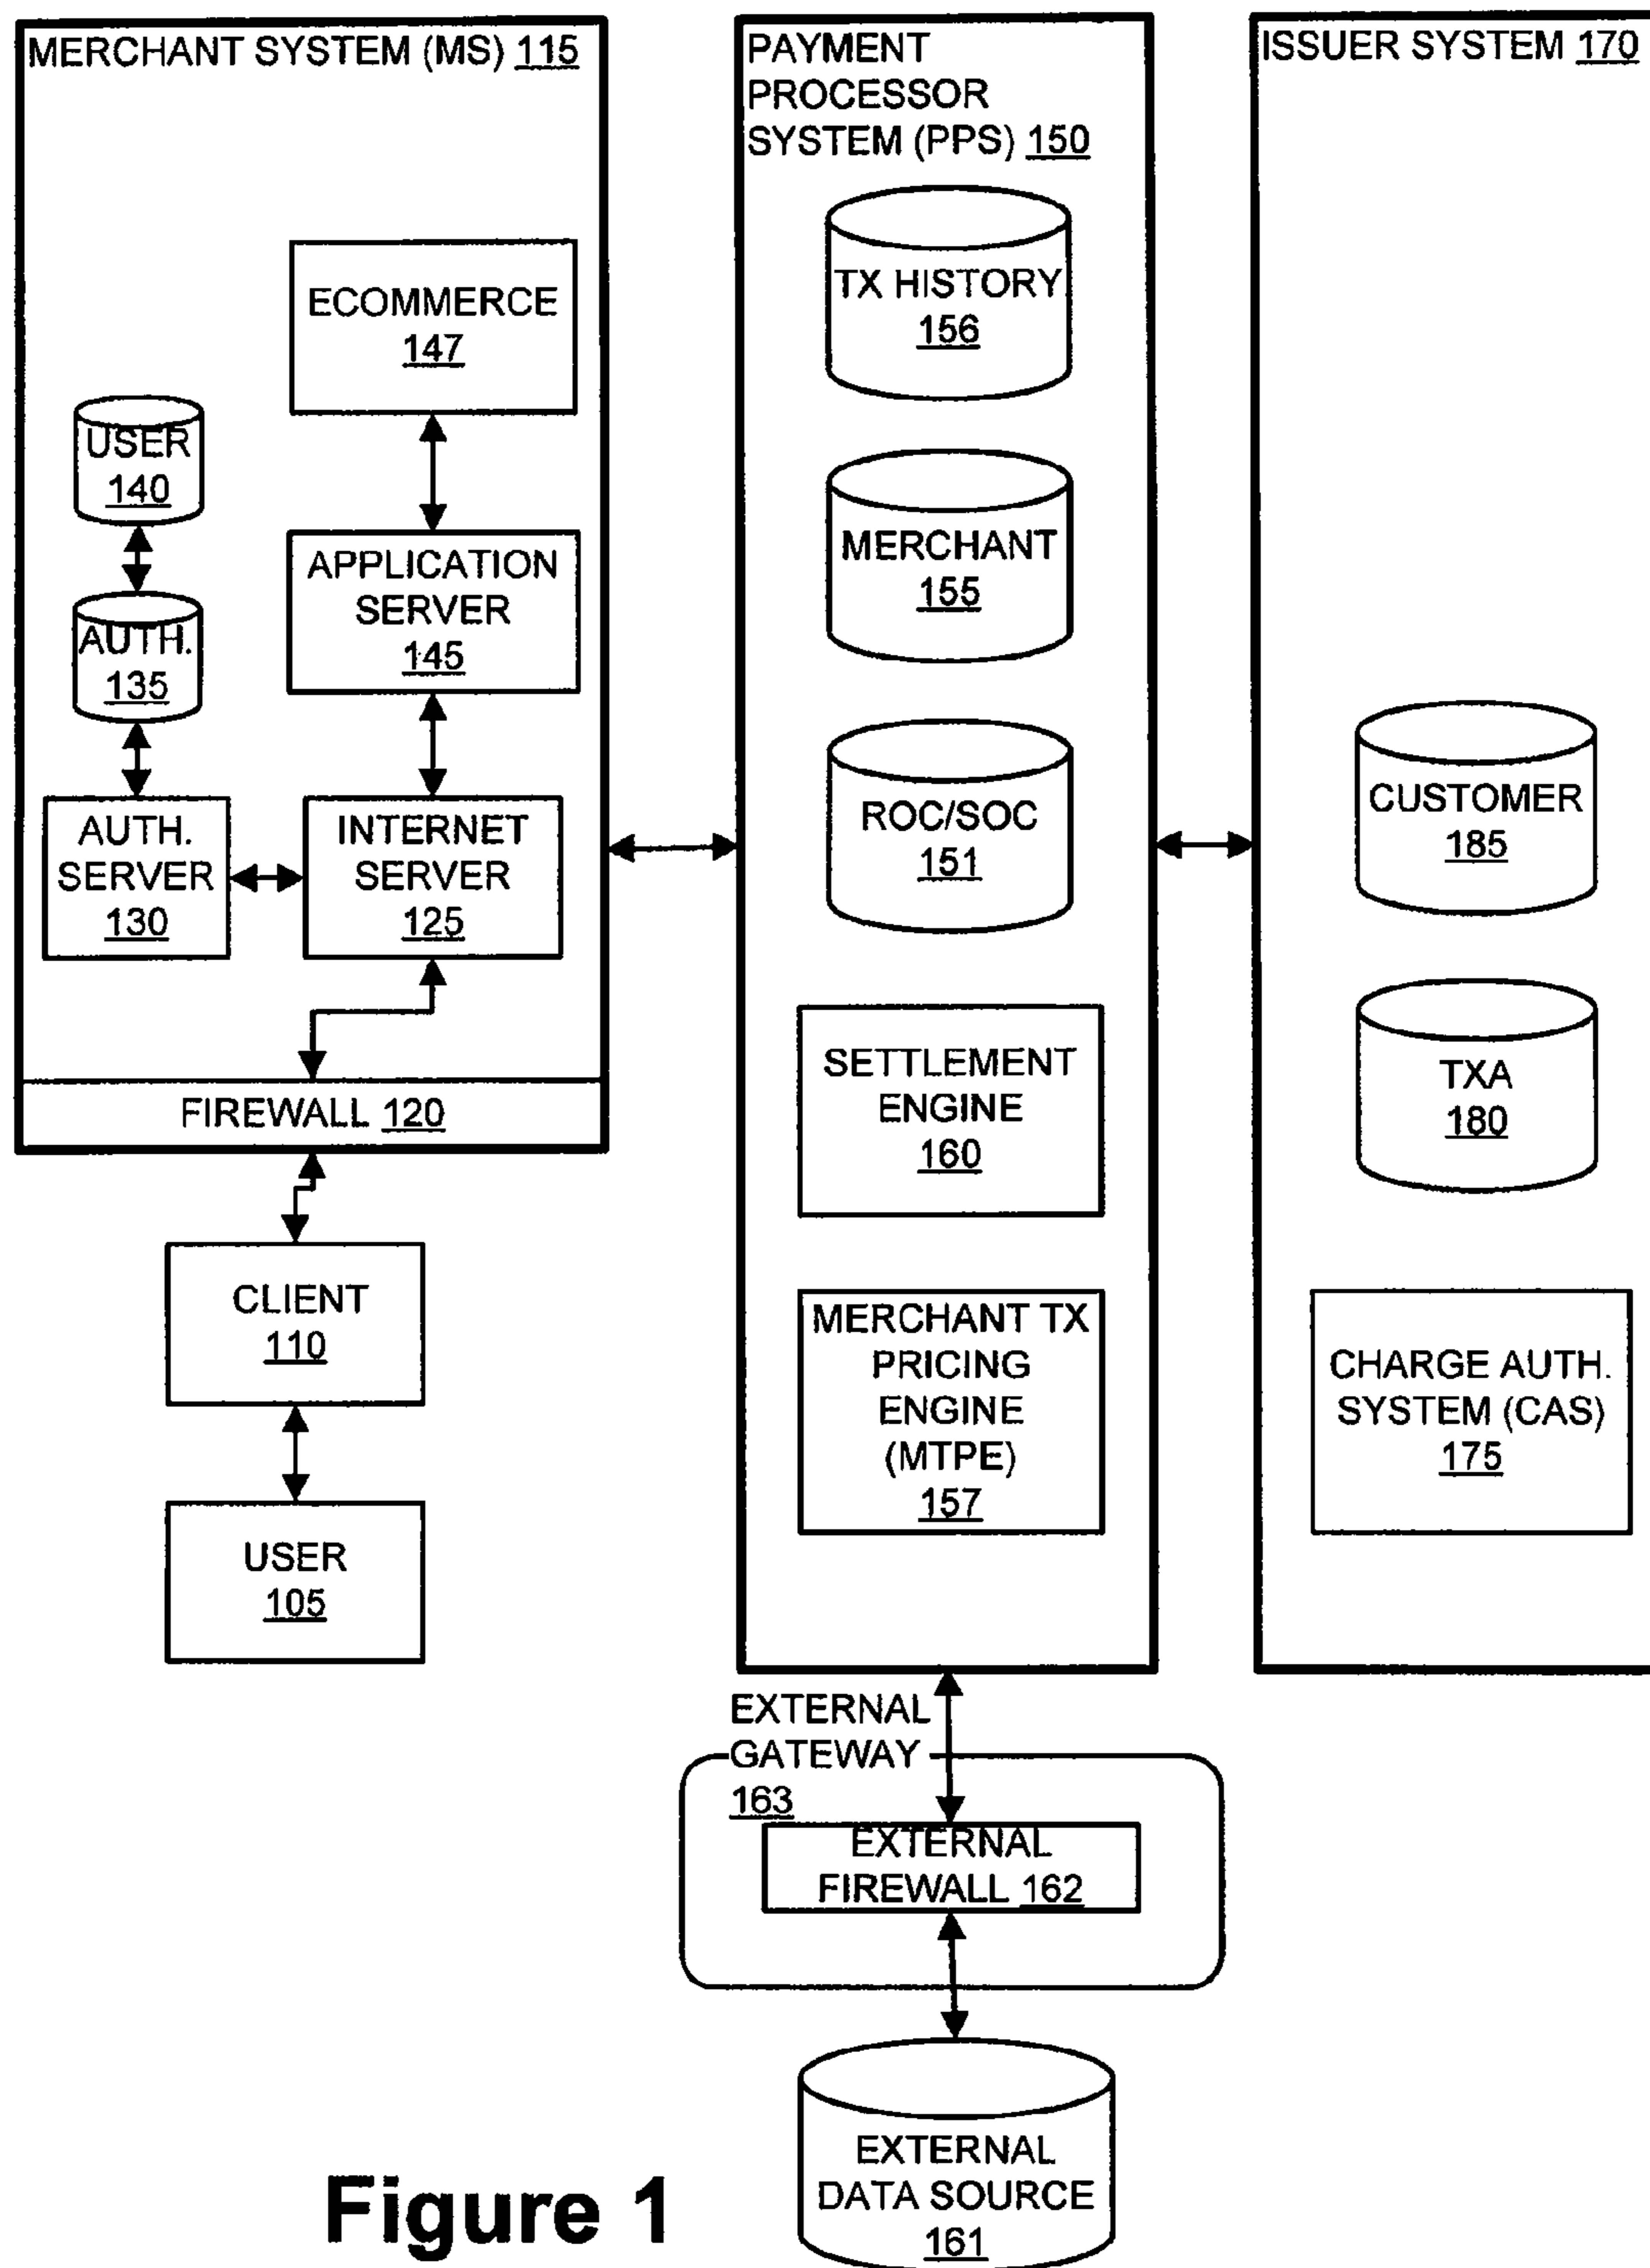 MERCHANT SYSTEM (MS) 115
ECOMMERCE
147
USER
140
APPLICATION
SERVER
145
AUTH.
135
AUTH.
SERVER
130
INTERNET
SERVER
125
FIREWALL 120
CLIENT
110
USER
105
PAYMENT
PROCESSOR
SYSTEM (PPS) 150
TX HISTORY
156
MERCHANT
155
ROC/SOC
151
SETTLEMENT
ENGINE
160
MERCHANT TX
PRICING
ENGINE
(MTPE)
157
ISSUER SYSTEM 170
CUSTOMER
185
TXA
180
CHARGE AUTH.
SYSTEM (CAS)
175
EXTERNAL
GATEWAY
163
EXTERNAL
FIREWALL 162
EXTERNAL
DATA SOURCE
161
Figure 1